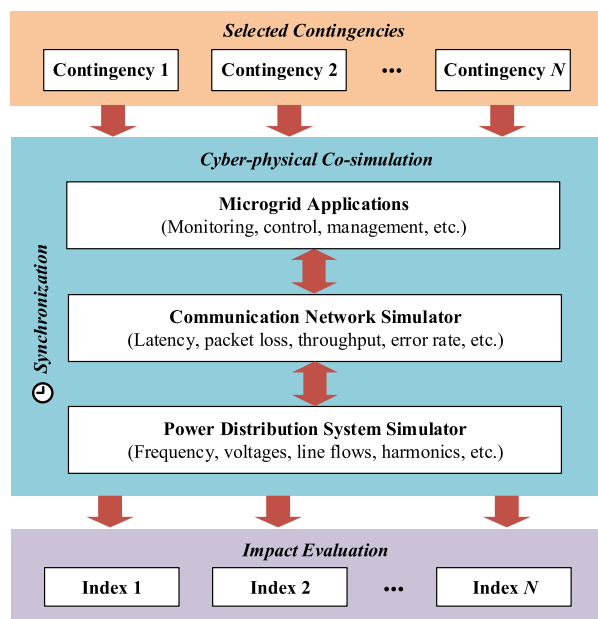 Selected Contingencies
Contingency 1
Contingency 2
...
Contingency N
Cyber-physical Co-simulation
Microgrid Applications
(Monitoring, control, management, etc.)
Synchronization
Communication Network Simulator
(Latency, packet loss, throughput, error rate, etc.)
Power Distribution System Simulator
(Frequency, voltages, line flows, harmonics, etc.)
Impact Evaluation
Index 1
Index 2
...
Index N